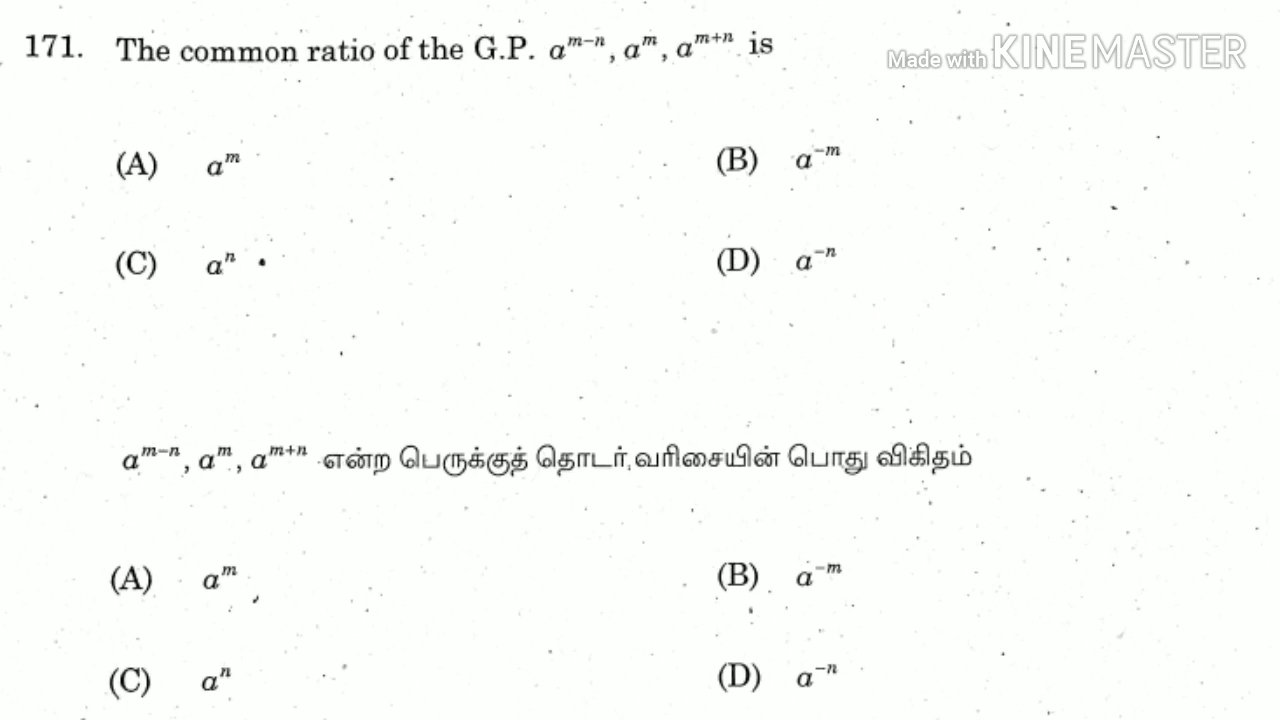 171. The common ratio of the G.P. a^{m-n}, a^m, a^{m+n} is
Made with KINEMASTER
(A) a^m (B) a^{-m}
(C) a^n (D) a^{-n}
a^{m-n}, a^m, a^{m+n} என்ற பெருக்குத் தொடர் வரிசையின் பொது விகிதம்
(A) a^m (B) a^{-m}
(C) a^n (D) a^{-n}